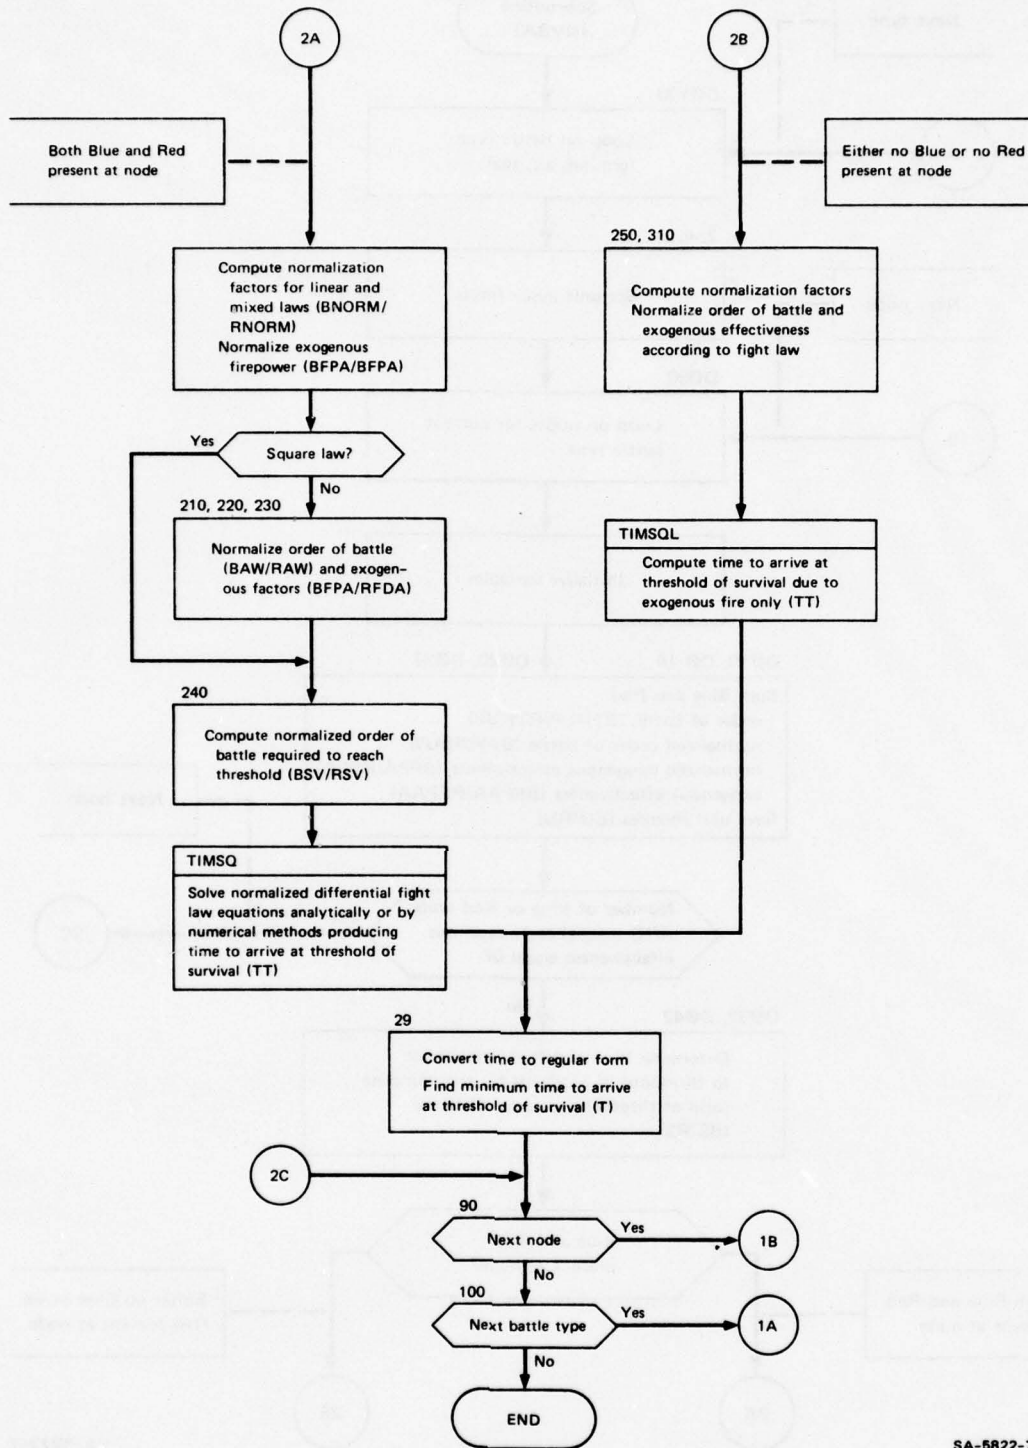 2A
2B
Both Blue and Red
present at node
Either no Blue or no Red
present at node
Compute normalization
factors for linear and
mixed laws (BNORM/
RNORM)
Normalize exogenous
firepower (BFPA/BFPA)
250, 310
Compute normalization factors
Normalize order of battle and
exogenous effectiveness
according to fight law
Yes
Square law?
No
210, 220, 230
Normalize order of battle
(BAW/RAW) and exogen-
ous factors (BFPA/RFDA)
TIMSQL
Compute time to arrive at
threshold of survival due to
exogenous fire only (TT)
240
Compute normalized order of
battle required to reach
threshold (BSV/RSV)
TIMSQ
Solve normalized differential fight
law equations analytically or by
numerical methods producing
time to arrive at threshold of
survival (TT)
29
Convert time to regular form
Find minimum time to arrive
at threshold of survival (T)
2C
90
Next node
Yes
1B
No
100
Next battle type
Yes
1A
No
END